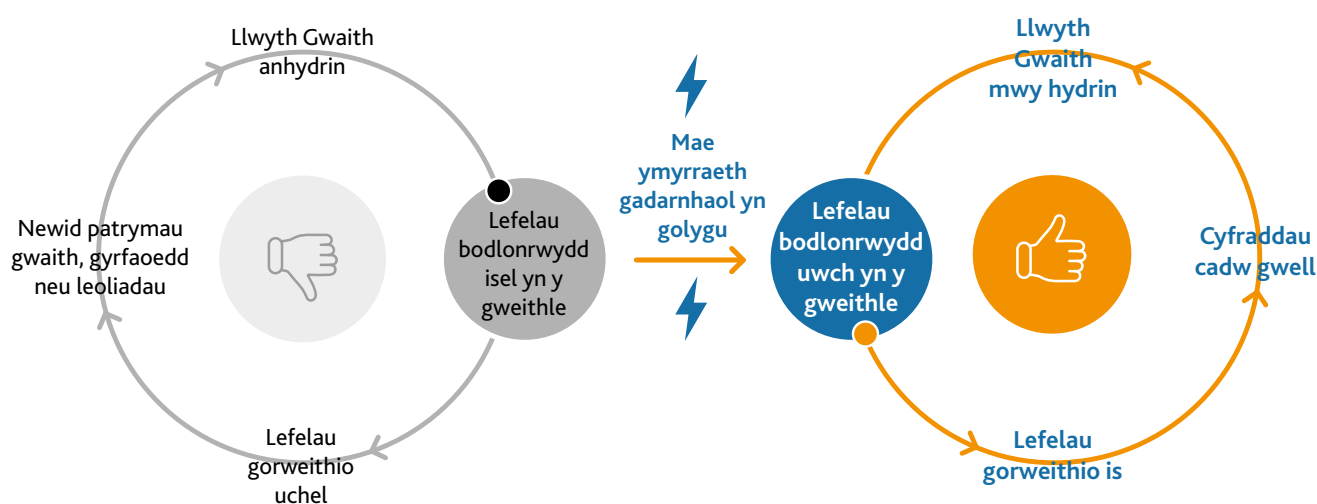 Llwyth Gwaith
anhydrin
Newid patrymau
gwaith, gyrfaoedd
neu leoliadau
Lefelau
bodlonrwydd
isel yn y
gweithle
Lefelau
gorweithio
uchel
Mae
ymyrraeth
gadarnhaol yn
golygu
Lefelau
bodlonrwydd
uwch yn y
gweithle
Llwyth
Gwaith
mwy hydrin
Cyfraddau
cadw gwell
Lefelau
gorweithio is